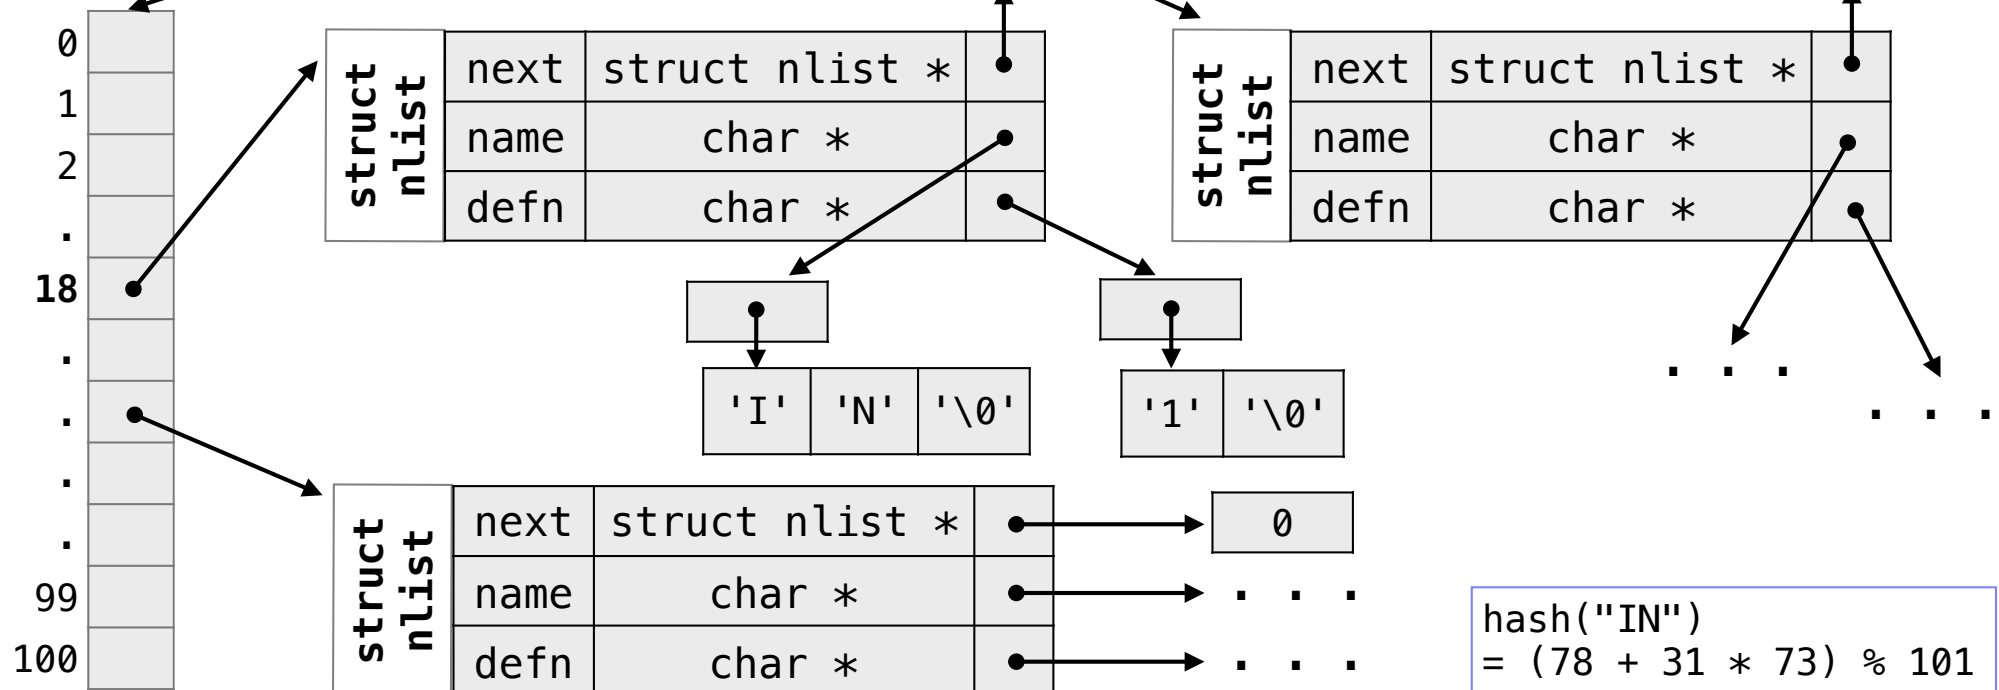 0
1
2
.
18
.
.
.
.
99
100
struct
nlist
next struct nlist *
name char *
defn char *
struct
nlist
next struct nlist *
name char *
defn char *
'I' 'N' '\0'
'1' '\0'
. . .
. . .
struct
nlist
next struct nlist * 0
name char * . . .
defn char * . . .
hash("IN")
= (78 + 31 * 73) % 101